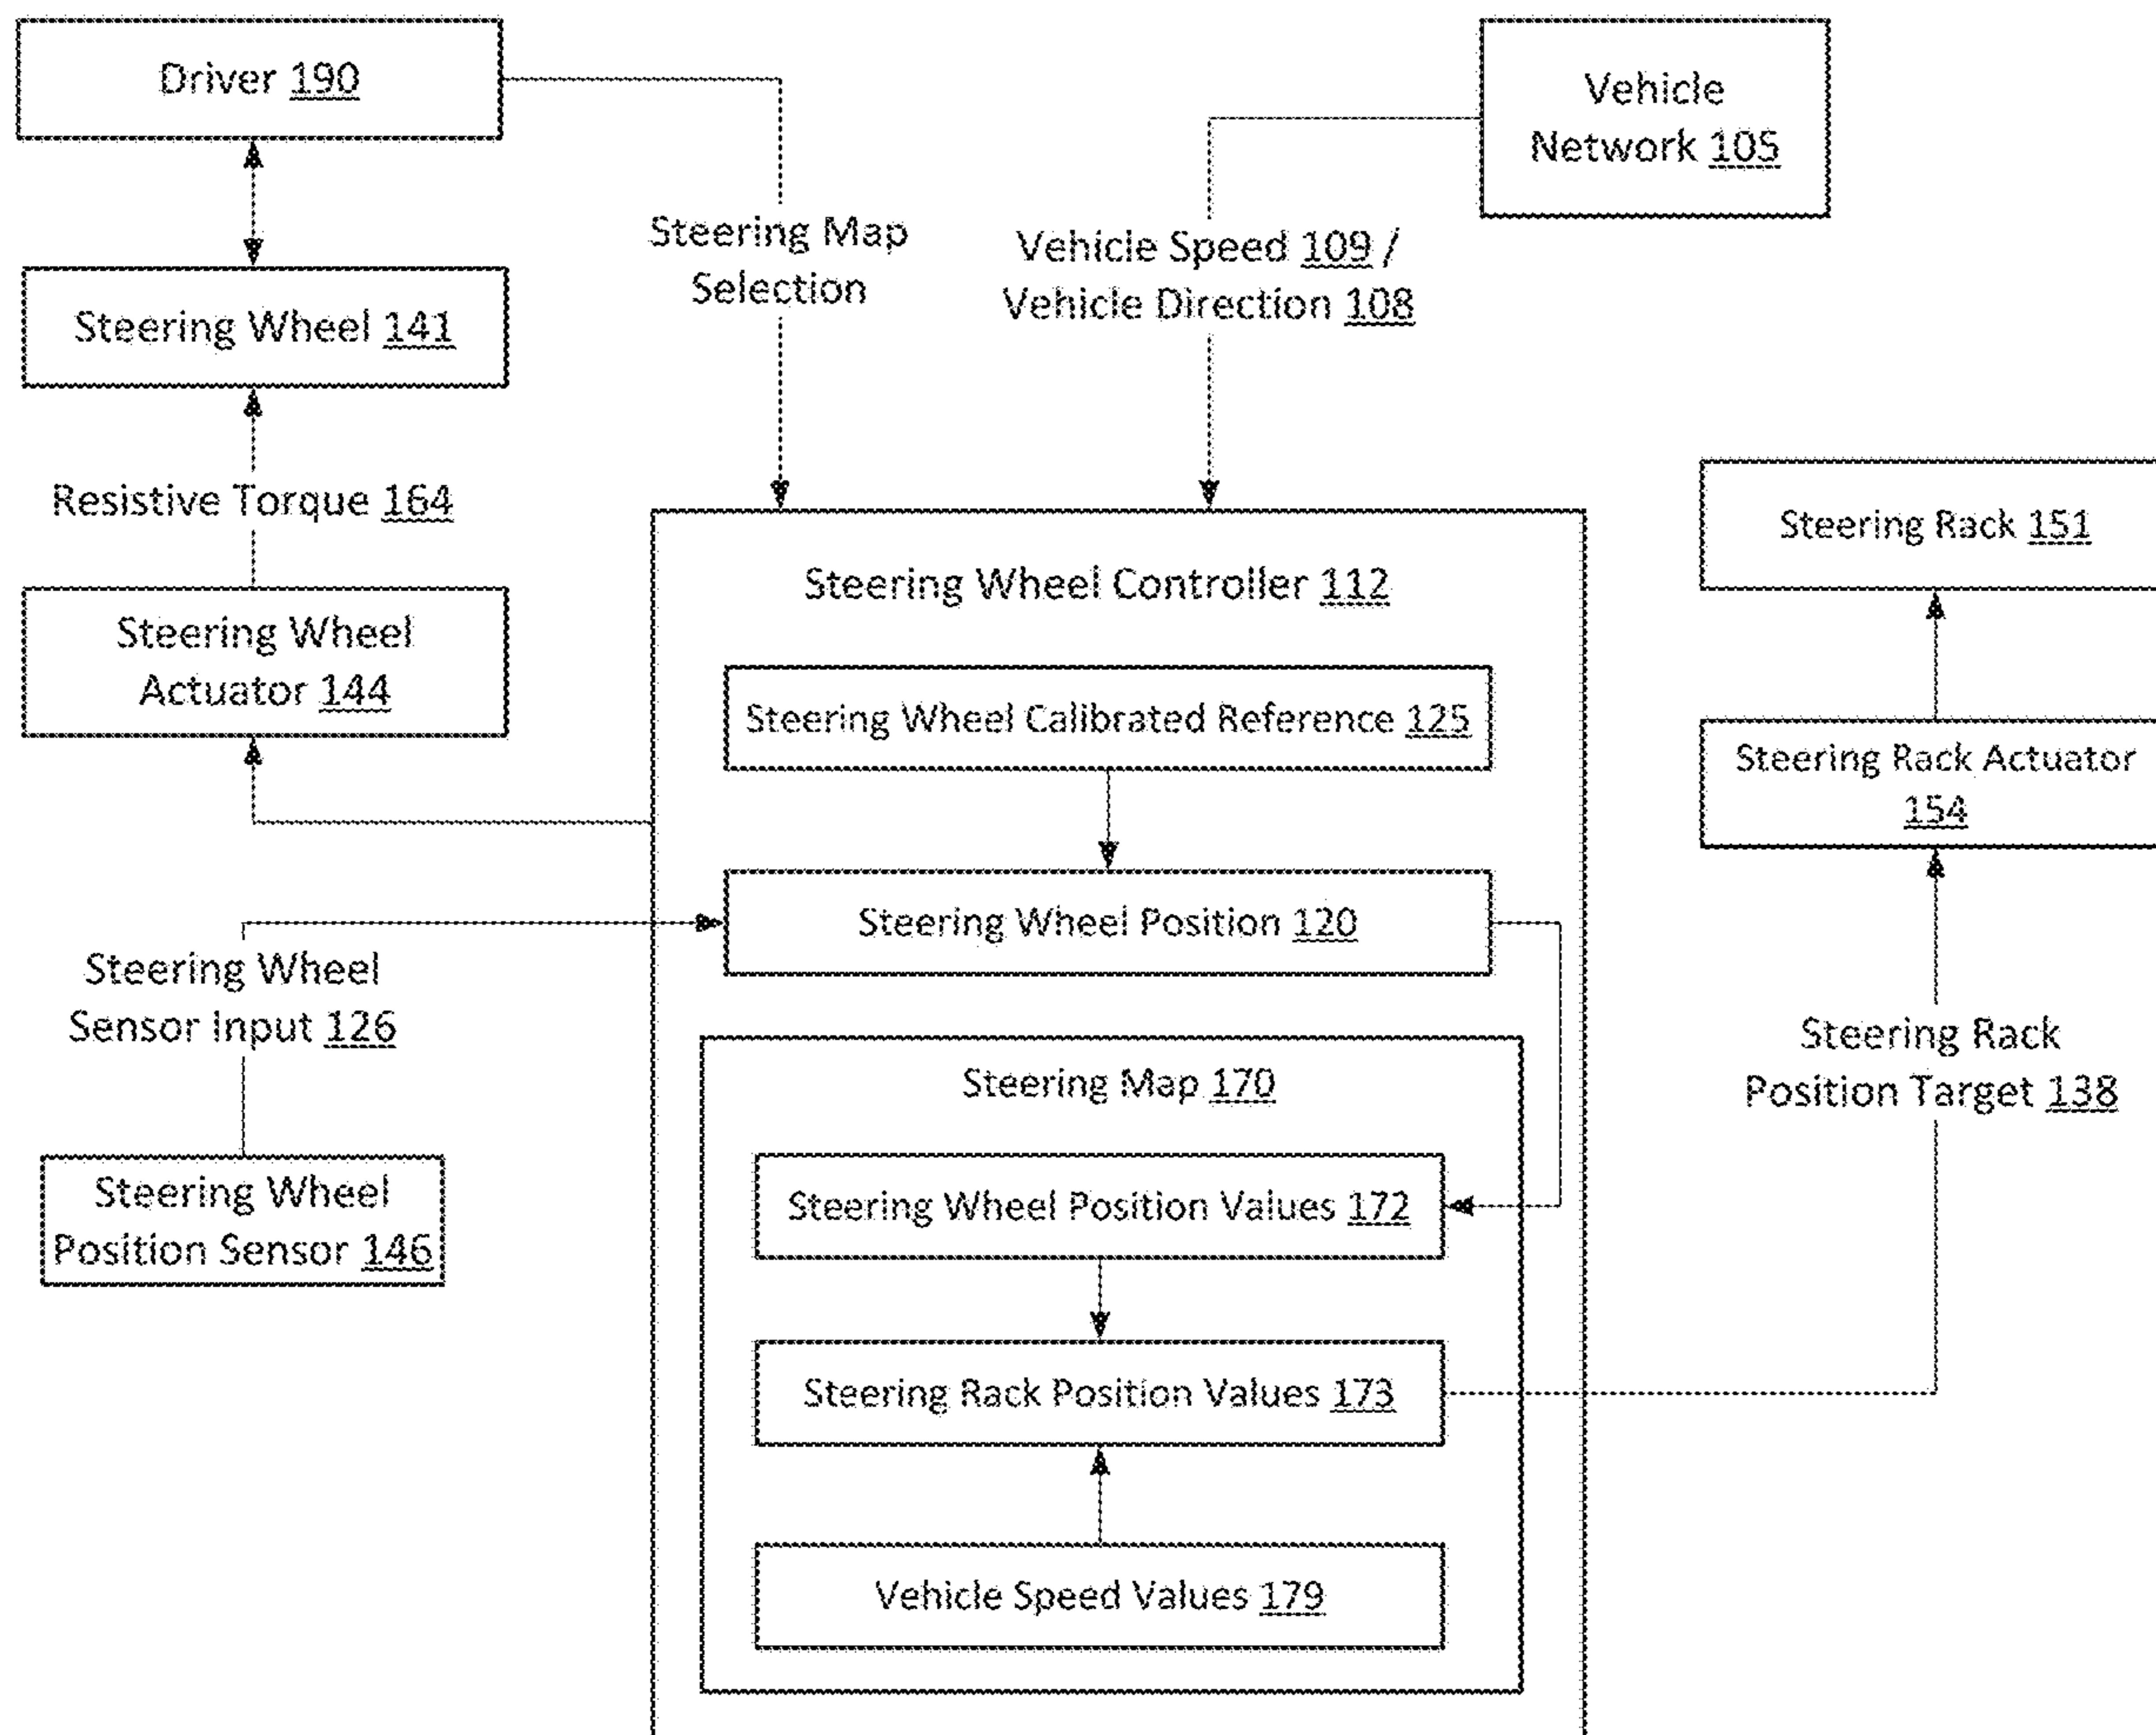 Driver 190
Vehicle
Network 105
Steering Map
Selection
Vehicle Speed 109 /
Vehicle Direction 108
Steering Wheel 141
Resistive Torque 164
Steering Wheel
Actuator 144
Steering Wheel
Sensor Input 126
Steering Wheel
Position Sensor 146
Steering Wheel Controller 112
Steering Wheel Calibrated Reference 125
Steering Wheel Position 120
Steering Map 170
Steering Wheel Position Values 172
Steering Rack Position Values 173
Vehicle Speed Values 179
Steering Rack 151
Steering Rack Actuator
154
Steering Rack
Position Target 138